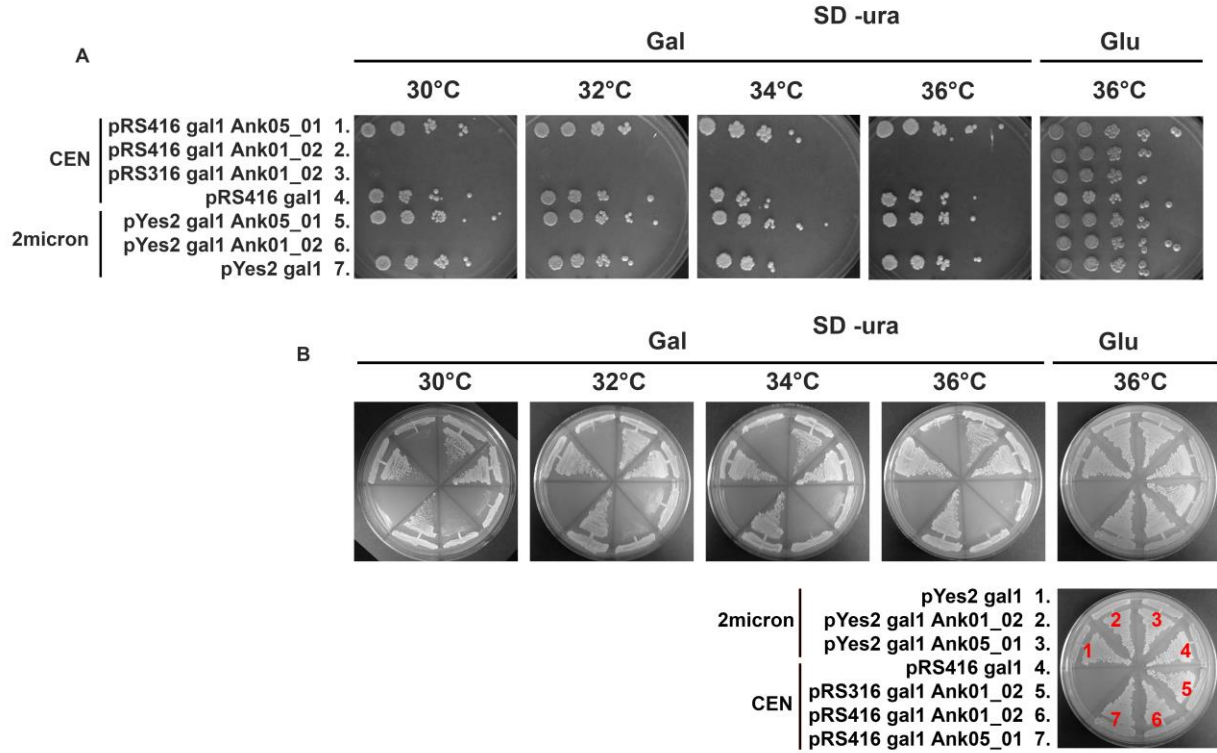 SD -ura
Gal
Glu
A
30°C 32°C 34°C 36°C 36°C
pRS416 gal1 Ank05_01 1.
CEN
pRS416 gal1 Ank01_02 2.
pRS316 gal1 Ank01_02 3.
pRS416 gal1 4.
2micron
pYes2 gal1 Ank05_01 5.
pYes2 gal1 Ank01_02 6.
pYes2 gal1 7.
SD -ura
B
Gal
Glu
30°C 32°C 34°C 36°C 36°C
2micron
pYes2 gal1 1.
pYes2 gal1 Ank01_02 2.
pYes2 gal1 Ank05_01 3.
CEN
pRS416 gal1 4.
pRS316 gal1 Ank01_02 5.
pRS416 gal1 Ank01_02 6.
pRS416 gal1 Ank05_01 7.
2 3
1 4
5
7 6